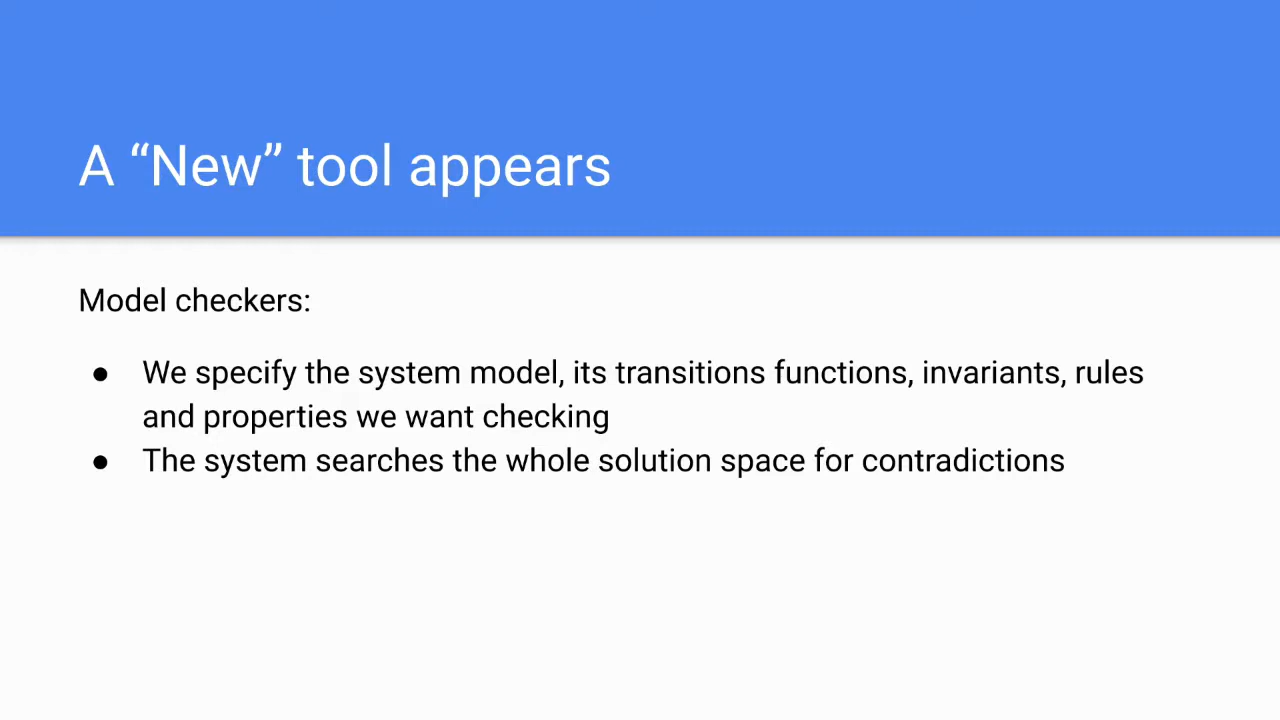 A “New” tool appears
Model checkers:
● We specify the system model, its transitions functions, invariants, rules
and properties we want checking
● The system searches the whole solution space for contradictions